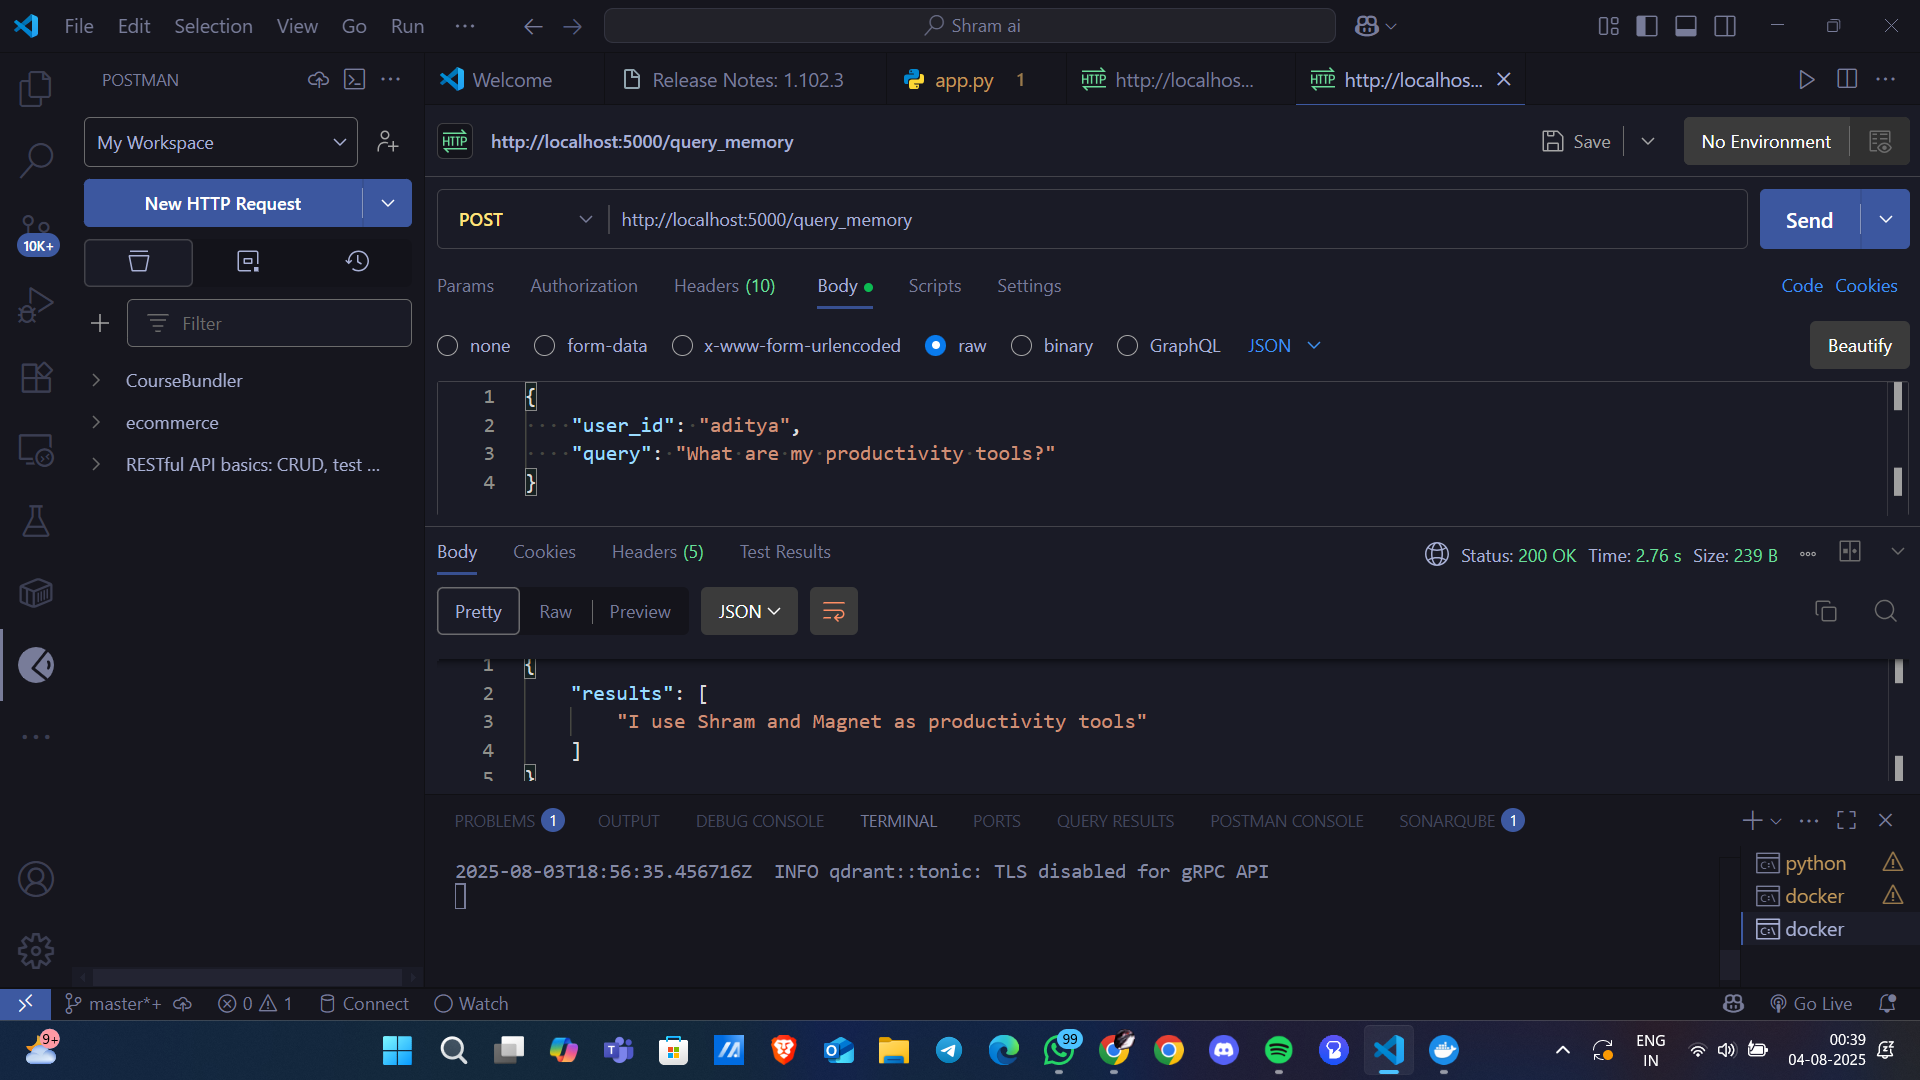 File Edit Selection View Go Run ··· Shram ai
POSTMAN
Welcome Release Notes: 1.102.3 app.py 1 http://localhos... http://localhos...
My Workspace
http://localhost:5000/query_memory Save No Environment
New HTTP Request
POST http://localhost:5000/query_memory Send
10K+
Params Authorization Headers (10) Body Scripts Settings Code Cookies
Filter
none form-data x-www-form-urlencoded raw binary GraphQL JSON Beautify
CourseBundler
ecommerce
RESTful API basics: CRUD, test ...
1 {
2 ····"user_id":·"aditya",
3 ····"query":·"What·are·my·productivity·tools?"
4 }
Body Cookies Headers (5) Test Results Status: 200 OK Time: 2.76 s Size: 239 B
Pretty Raw Preview JSON
1 {
2 "results": [
3 "I use Shram and Magnet as productivity tools"
4 ]
5 }
PROBLEMS 1 OUTPUT DEBUG CONSOLE TERMINAL PORTS QUERY RESULTS POSTMAN CONSOLE SONARQUBE 1
2025-08-03T18:56:35.456716Z INFO qdrant::tonic: TLS disabled for gRPC API
python
docker
docker
master*+ 0 1 Connect Watch Go Live
9+
99
ENG
IN
00:39
04-08-2025